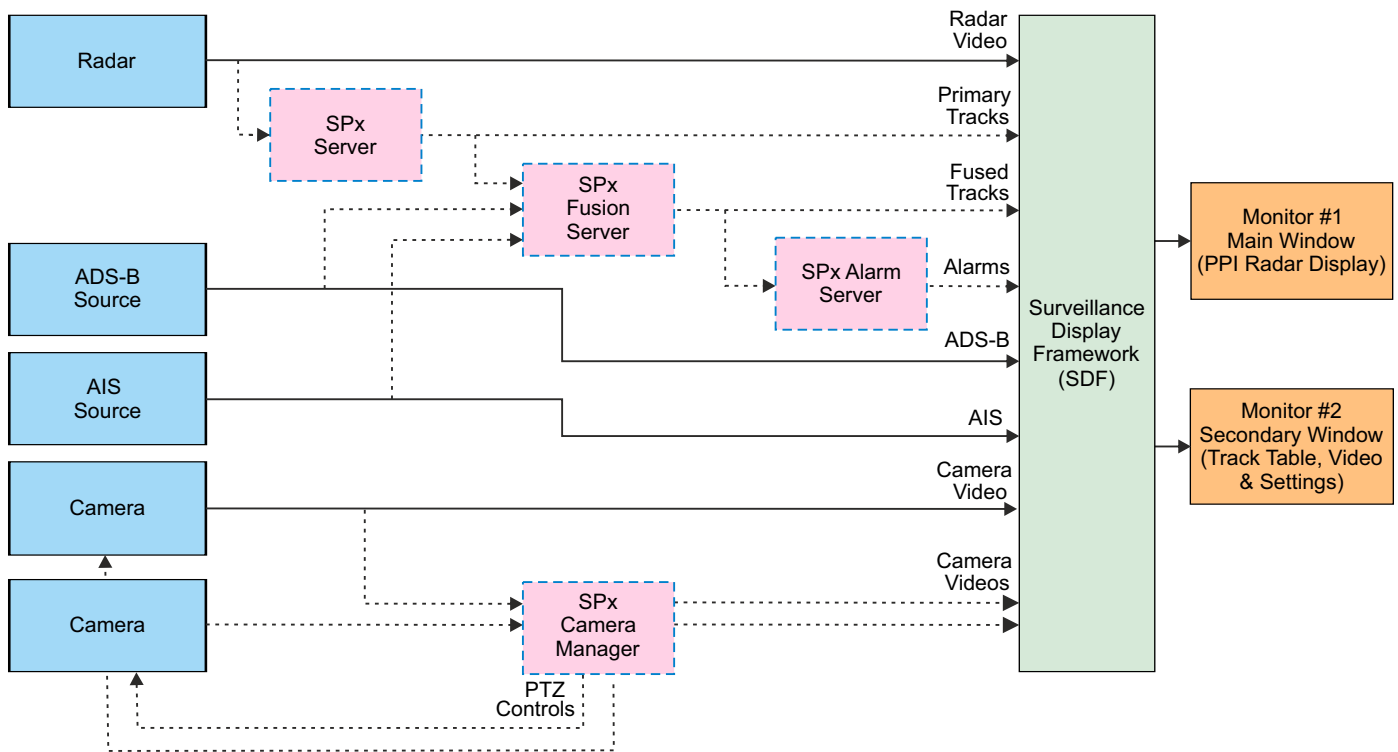 Radar
Radar
Video
SPx
Server
Primary
Tracks
SPx
Fusion
Server
Fused
Tracks
ADS-B
Source
SPx Alarm
Server
Alarms
ADS-B
AIS
Source
AIS
Camera
Camera
Video
Camera
SPx
Camera
Manager
Camera
Videos
PTZ
Controls
Surveillance
Display
Framework
(SDF)
Monitor #1
Main Window
(PPI Radar Display)
Monitor #2
Secondary Window
(Track Table, Video
& Settings)